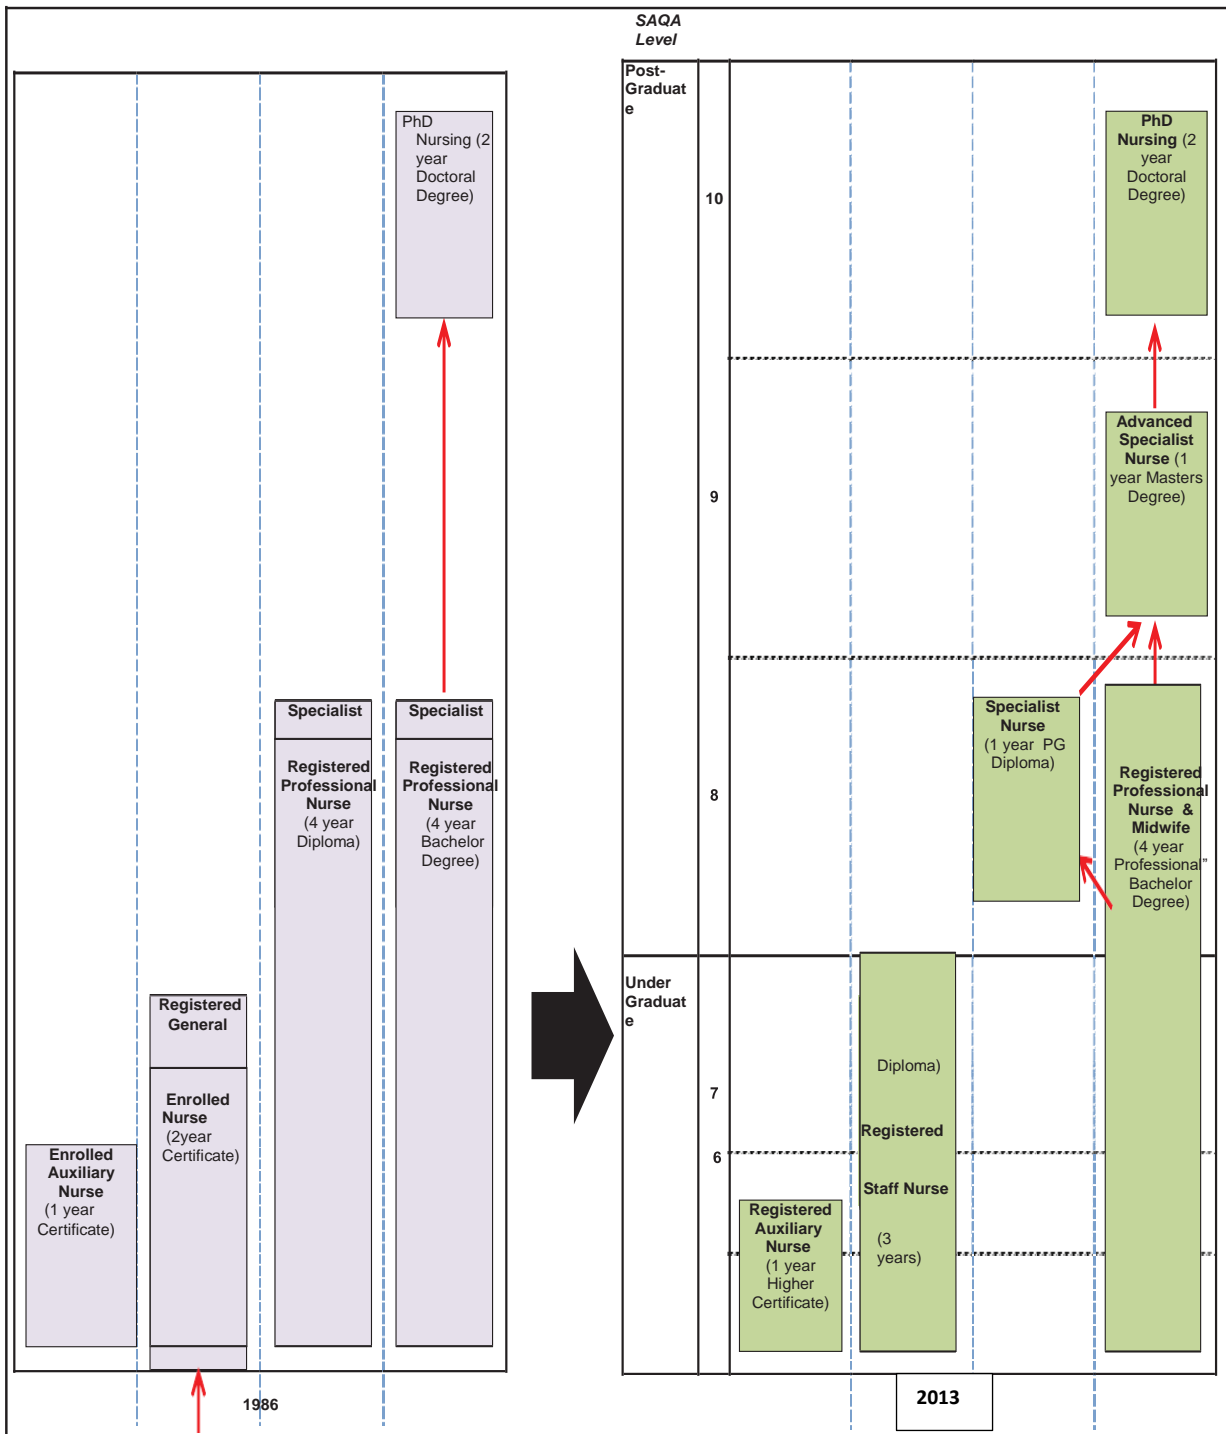 SAQA
Level
PhD
Nursing (2
year
Doctoral
Degree)
Specialist
Registered
Professional
Nurse
(4 year
Diploma)
Specialist
Registered
Professional
Nurse
(4 year
Bachelor
Degree)
Registered
General
Enrolled
Nurse
(2year
Certificate)
Enrolled
Auxiliary
Nurse
(1 year
Certificate)
1986
Post-
Graduat
e
10
PhD
Nursing (2
year
Doctoral
Degree)
9
Advanced
Specialist
Nurse (1
year Masters
Degree)
8
Specialist
Nurse
(1 year PG
Diploma)
Registered
Professional
Nurse &
Midwife
(4 year
Professional”
Bachelor
Degree)
Under
Graduat
e
7
6
Diploma)
Registered
Staff Nurse
(3
years)
Registered
Auxiliary
Nurse
(1 year
Higher
Certificate)
2013